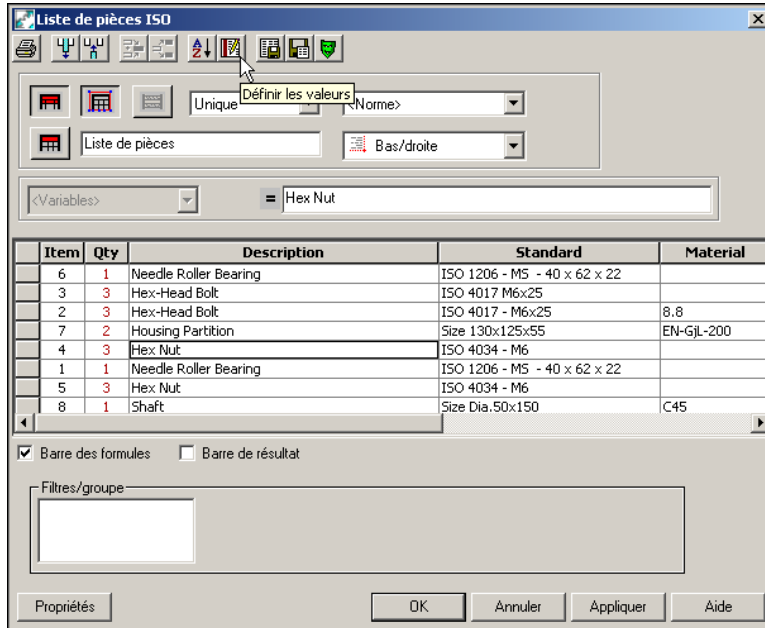 Liste de pièces ISO
Définir les valeurs
Unique <Norme>
Liste de pièces Bas/droite
<Variables> = Hex Nut
Item Qty Description Standard Material
6 1 Needle Roller Bearing ISO 1206 - MS - 40 x 62 x 22
3 3 Hex-Head Bolt ISO 4017 M6x25
2 3 Hex-Head Bolt ISO 4017 - M6x25 8.8
7 2 Housing Partition Size 130x125x55 EN-GjL-200
4 3 Hex Nut ISO 4034 - M6
1 1 Needle Roller Bearing ISO 1206 - MS - 40 x 62 x 22
5 3 Hex Nut ISO 4034 - M6
8 1 Shaft Size Dia.50x150 C45
Barre des formules Barre de résultat
Filtres/groupe
Propriétés OK Annuler Appliquer Aide